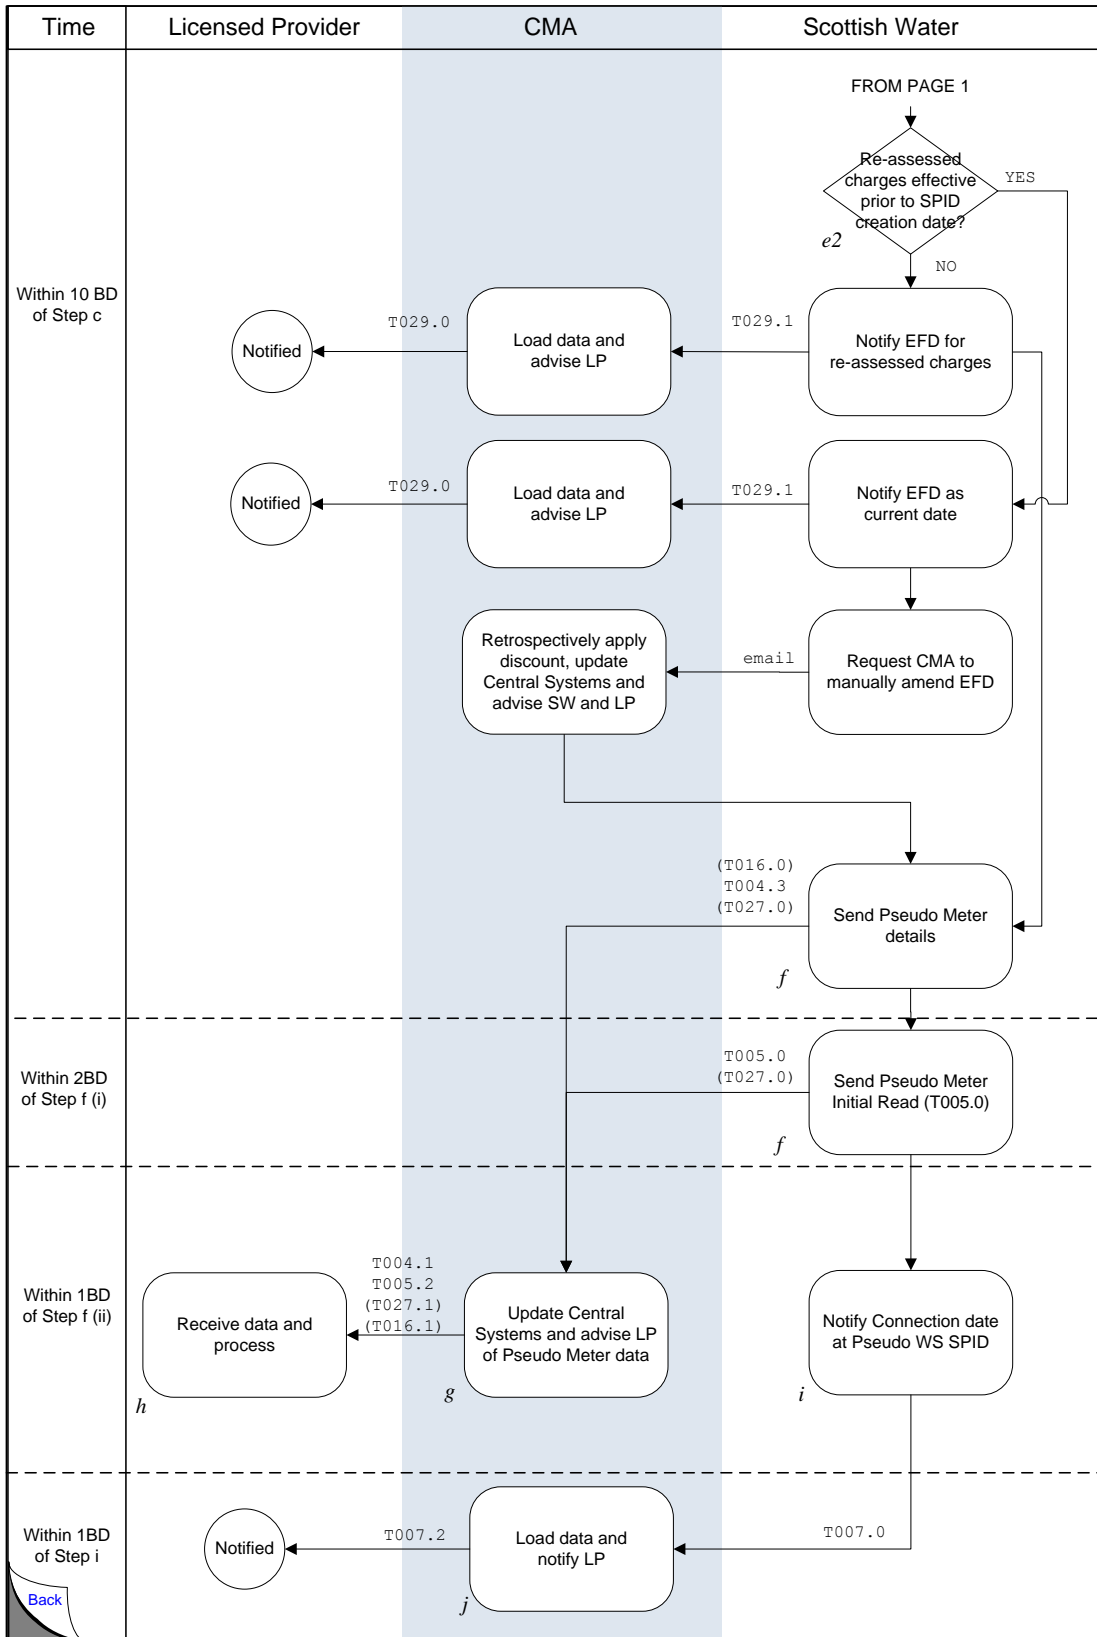 Time
Licensed Provider
CMA
Scottish Water
FROM PAGE 1
Re-assessed
charges effective
prior to SPID
creation date?
YES
e2
NO
Within 10 BD
of Step c
Notified
T029.0
Load data and
advise LP
T029.1
Notify EFD for
re-assessed charges
Notified
T029.0
Load data and
advise LP
T029.1
Notify EFD as
current date
Retrospectively apply
discount, update
Central Systems and
advise SW and LP
email
Request CMA to
manually amend EFD
(T016.0)
T004.3
(T027.0)
Send Pseudo Meter
details
f
Within 2BD
of Step f (i)
T005.0
(T027.0)
Send Pseudo Meter
Initial Read (T005.0)
f
Within 1BD
of Step f (ii)
Receive data and
process
h
T004.1
T005.2
(T027.1)
(T016.1)
Update Central
Systems and advise LP
of Pseudo Meter data
g
Notify Connection date
at Pseudo WS SPID
i
Within 1BD
of Step i
Notified
T007.2
Load data and
notify LP
j
T007.0
Back